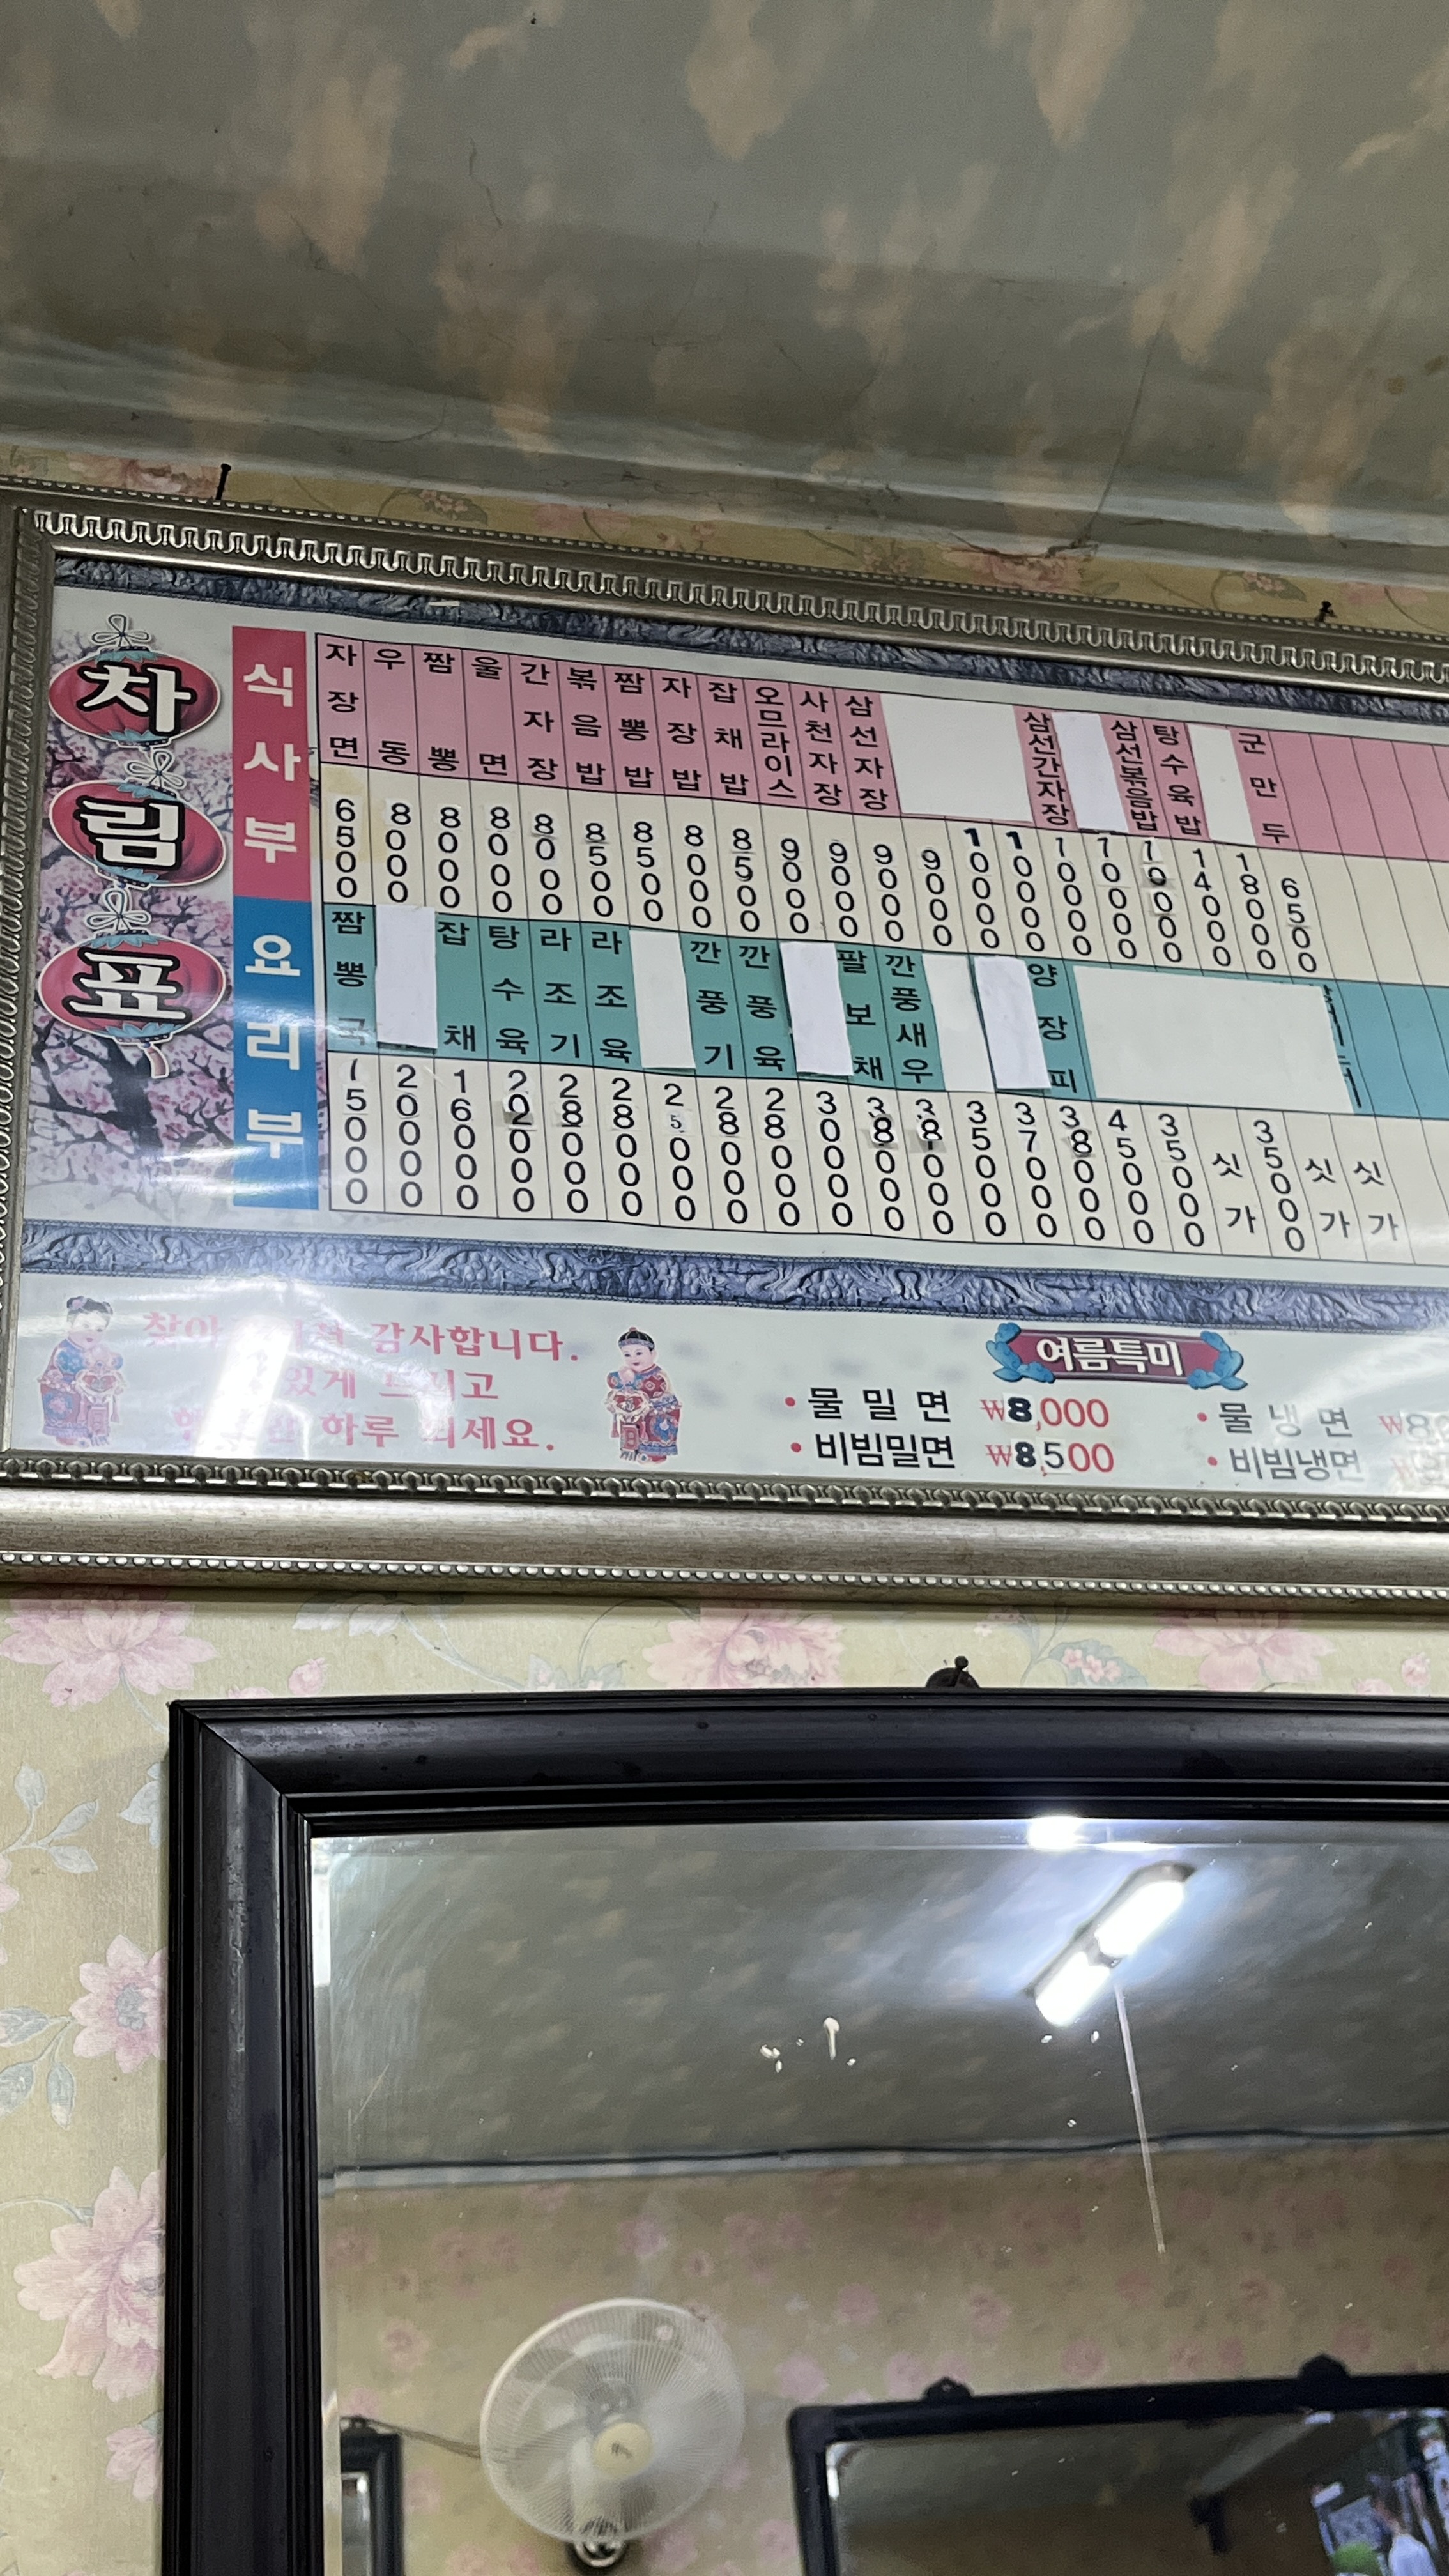 차림표
식사부
자장면 우동 짬뽕 울면 간자장 볶음밥 짬뽕밥 자장밥 잡채밥 오므라이스 사천자장 삼선자장 삼선간자장 삼선볶음밥 탕수육밥 군만두
6500 8000 8000 8000 8000 8500 8500 8000 8500 9000 9000 9000 9000 10000 10000 10000 10000 10000 14000 18000 6500
요리부
짬뽕국 잡채 탕수육 라조기 라조육 깐풍기 깐풍육 팔보채 깐풍새우 양장피
15000 20000 16000 22000 28000 28000 25000 28000 28000 30000 38000 38000 35000 37000 38000 45000 35000 싯가 35000 싯가 싯가
찾아 감사합니다.
있게
하루 되세요.
여름특미
• 물밀면 ₩8,000
• 비빔밀면 ₩8,500
• 물냉면
• 비빔냉면